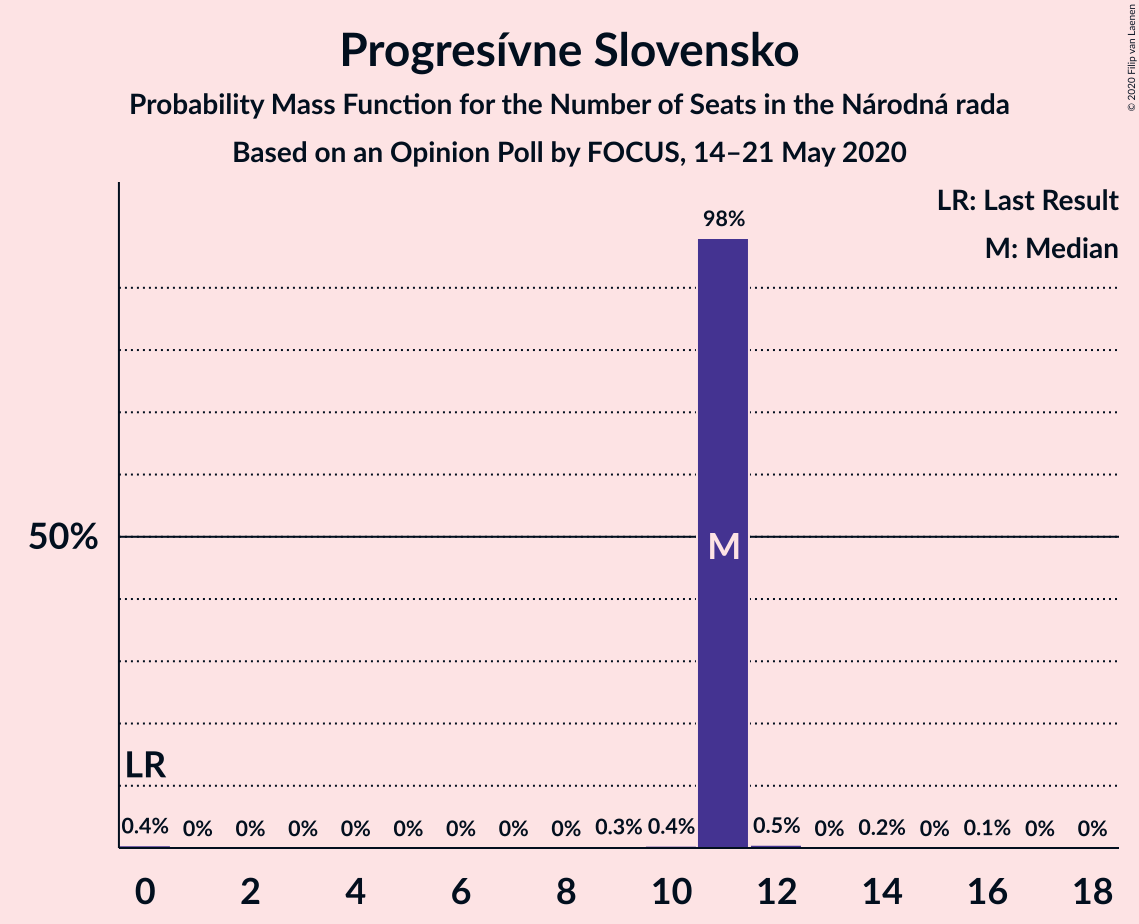 Progresívne Slovensko
Probability Mass Function for the Number of Seats in the Národná rada
Based on an Opinion Poll by FOCUS, 14–21 May 2020
© 2020 Filip van Laenen
LR: Last Result
M: Median
98%
50%
M
LR
0.4% 0% 0% 0% 0% 0% 0% 0% 0% 0.3% 0.4% 0.5% 0% 0.2% 0% 0.1% 0% 0%
0 2 4 6 8 10 12 14 16 18